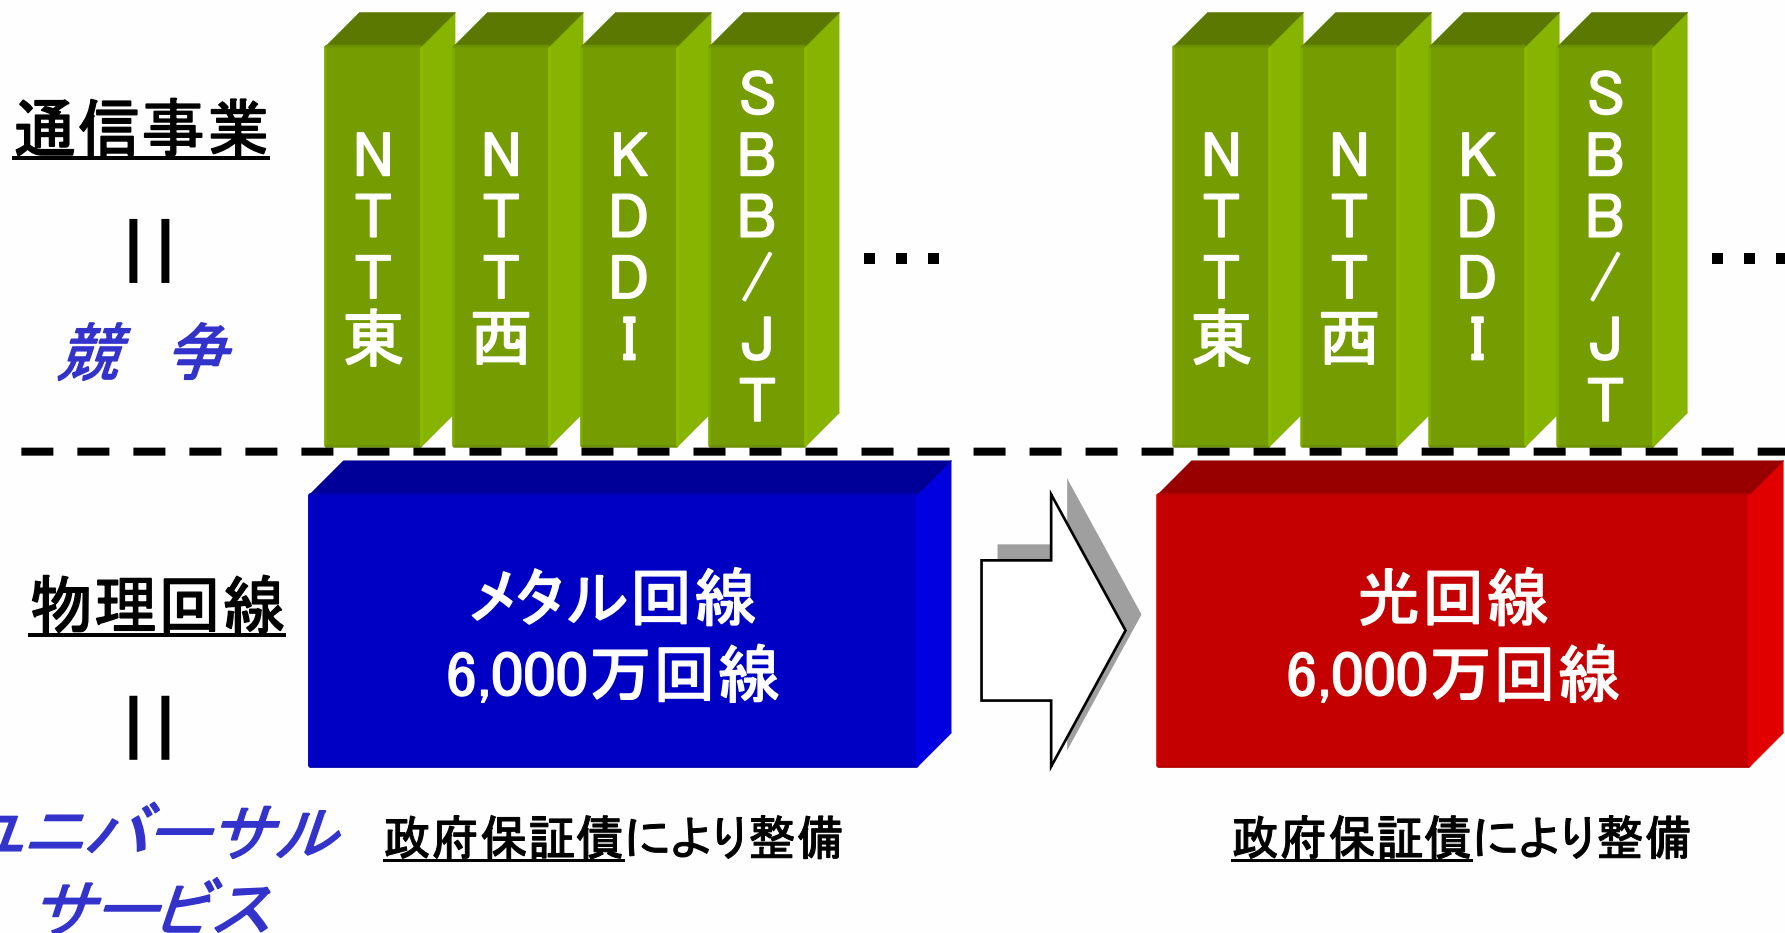 通信事業
||
競 争
NTT東
NTT西
KDDI
SBB/JT
…
NTT東
NTT西
KDDI
SBB/JT
…
物理回線
||
ユニバーサル
サービス
メタル回線
6,000万回線
光回線
6,000万回線
政府保証債により整備
政府保証債により整備